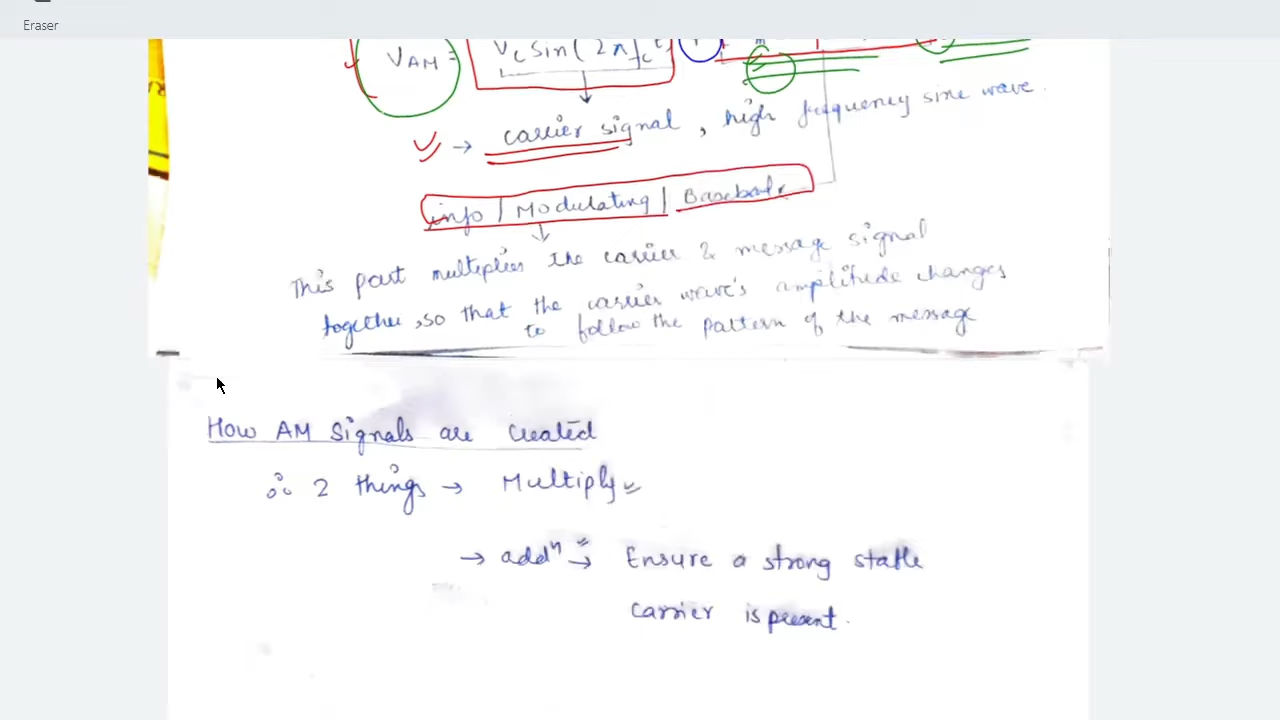 Eraser
VAM = Vc sin(2π fc t
→ carrier signal, high frequency sine wave.
info / Modulating / Baseband.
This part multiplies the carrier & message signal
together, so that the carrier wave's amplitude changes
to follow the pattern of the message
How AM Signals are Created
∴ 2 things → Multiply
→ addⁿ → Ensure a strong stable
carrier is present.